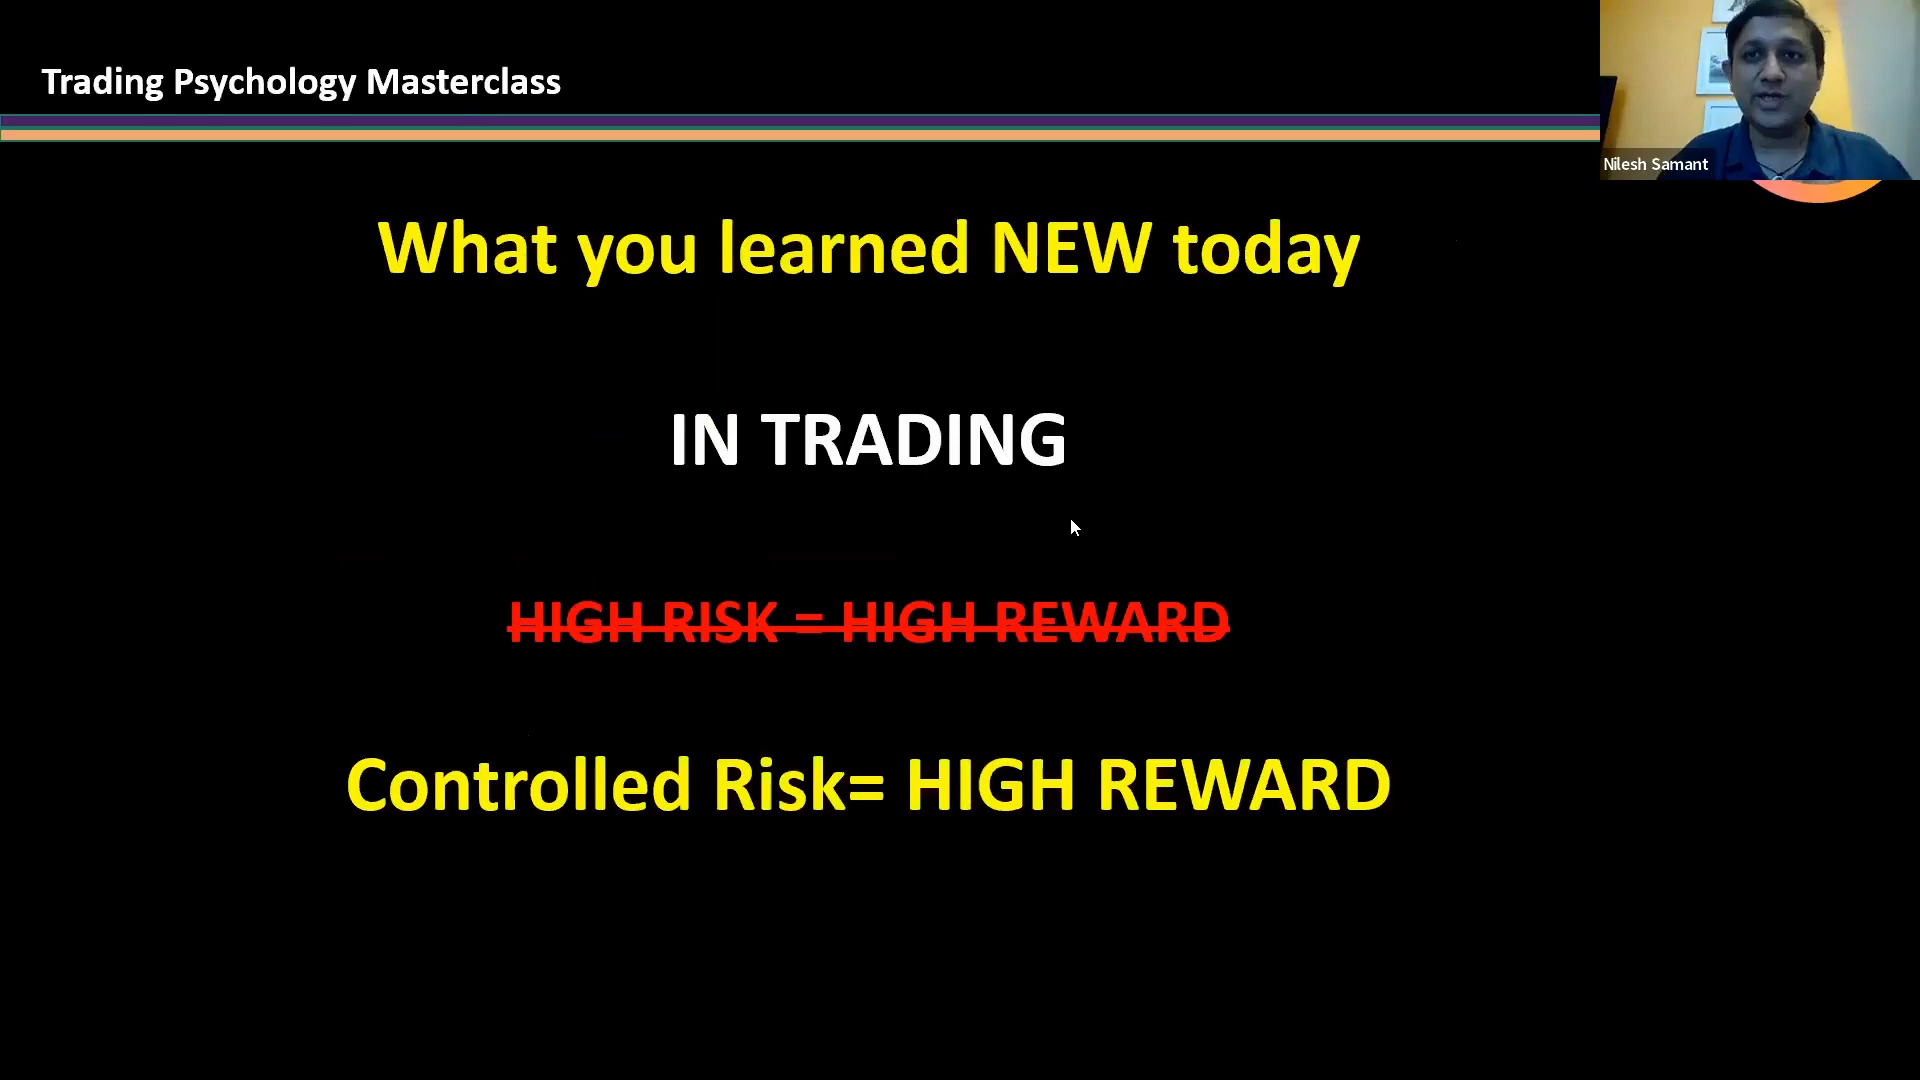 Trading Psychology Masterclass
Nilesh Samant
What you learned NEW today
IN TRADING
HIGH RISK = HIGH REWARD
Controlled Risk= HIGH REWARD